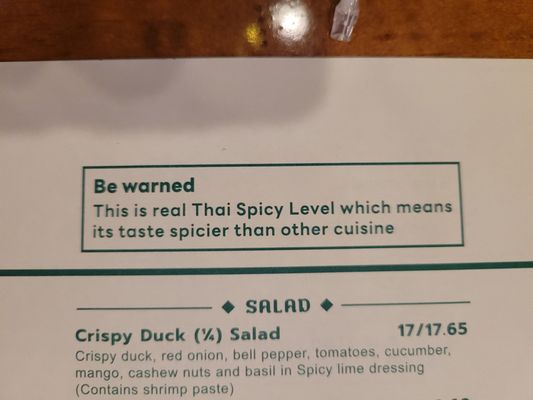 Be warned
This is real Thai Spicy Level which means
its taste spicier than other cuisine
SALAD
Crispy Duck (¼) Salad 17/17.65
Crispy duck, red onion, bell pepper, tomatoes, cucumber,
mango, cashew nuts and basil in Spicy lime dressing
(Contains shrimp paste)